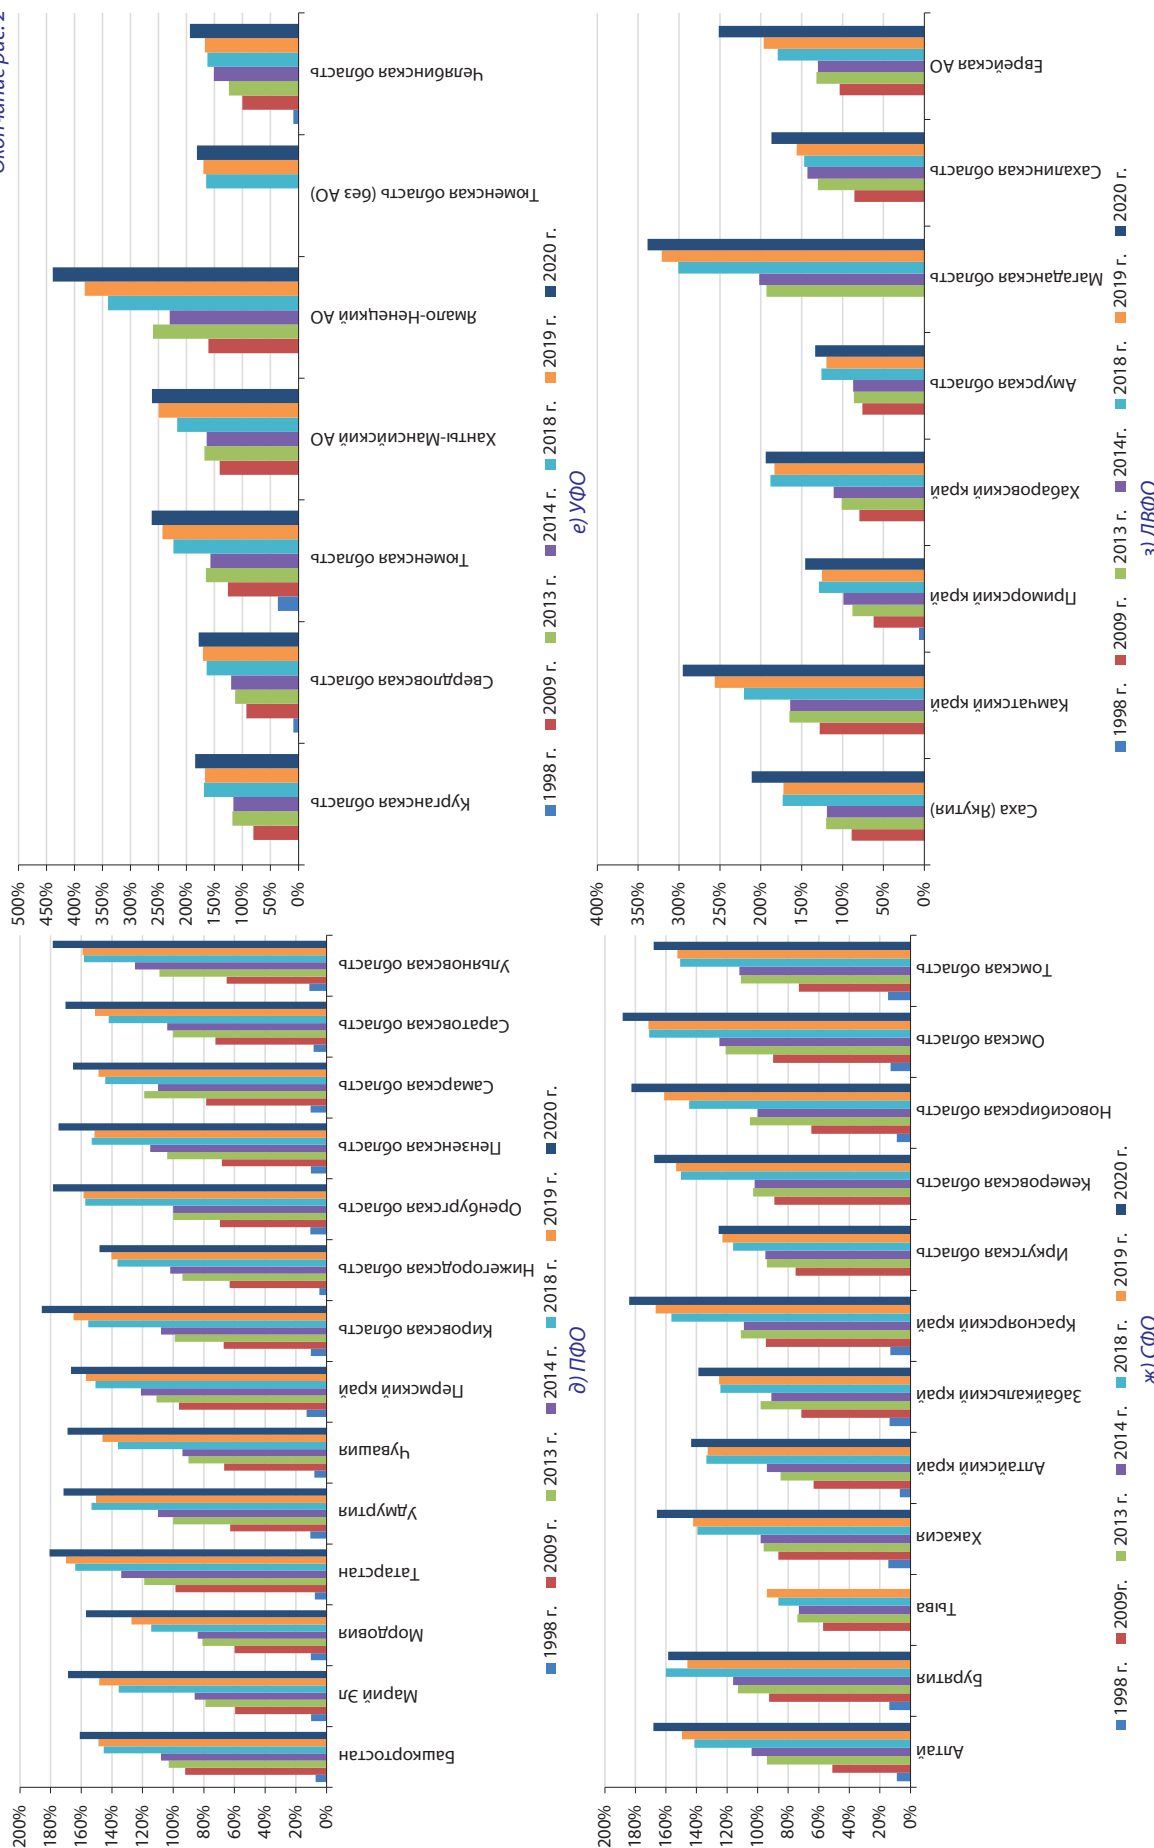 Окончание рис. 2
200%
180%
160%
140%
120%
100%
80%
60%
40%
20%
0%
Башкортостан
Марий Эл
Мордовия
Татарстан
Удмуртия
Чувашия
Пермский край
Кировская область
Нижегородская область
Оренбургская область
Пензенская область
Самарская область
Саратовская область
Ульяновская область
1998 г. 2009 г. 2013 г. 2014 г. 2018 г. 2019 г. 2020 г.
д) ПФО
500%
450%
400%
350%
300%
250%
200%
150%
100%
50%
0%
Курганская область
Свердловская область
Тюменская область
Ханты-Мансийский АО
Ямало-Ненецкий АО
Тюменская область (без АО)
Челябинская область
1998 г. 2009 г. 2013 г. 2014 г. 2018 г. 2019 г. 2020 г.
е) УФО
200%
180%
160%
140%
120%
100%
80%
60%
40%
20%
0%
Алтай
Бурятия
Тыва
Хакасия
Алтайский край
Забайкальский край
Красноярский край
Иркутская область
Кемеровская область
Новосибирская область
Омская область
Томская область
1998 г. 2009г. 2013 г. 2014 г. 2018 г. 2019 г. 2020 г.
ж) СФО
400%
350%
300%
250%
200%
150%
100%
50%
0%
Саха (Якутия)
Камчатский край
Приморский край
Хабаровский край
Амурская область
Магаданская область
Сахалинская область
Еврейская АО
1998 г. 2009 г. 2013 г. 2014г. 2018 г. 2019 г. 2020 г.
з) ДВФО